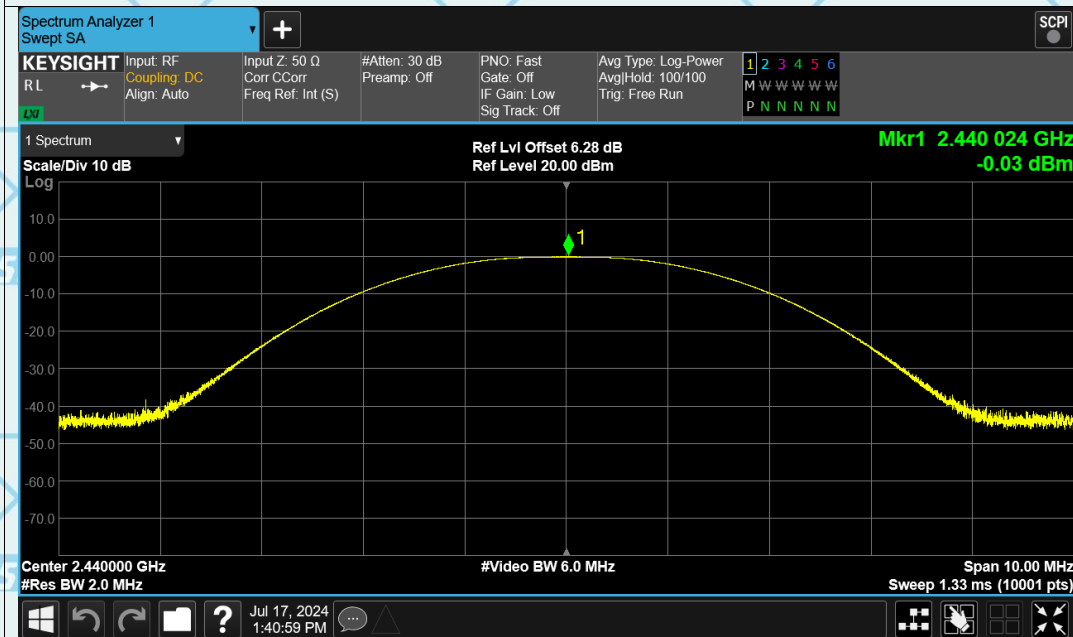 Spectrum Analyzer 1
Swept SA
+
SCPI
KEYSIGHT
RL
LXI
Input: RF
Coupling: DC
Align: Auto
Input Z: 50 Ω
Corr CCorr
Freq Ref: Int (S)
#Atten: 30 dB
Preamp: Off
PNO: Fast
Gate: Off
IF Gain: Low
Sig Track: Off
Avg Type: Log-Power
Avg|Hold: 100/100
Trig: Free Run
1 2 3 4 5 6
M W W W W W
P N N N N N
1 Spectrum
Scale/Div 10 dB
Log
Ref Lvl Offset 6.28 dB
Ref Level 20.00 dBm
Mkr1 2.440 024 GHz
-0.03 dBm
1
10.0
0.00
-10.0
-20.0
-30.0
-40.0
-50.0
-60.0
-70.0
Center 2.440000 GHz
#Res BW 2.0 MHz
#Video BW 6.0 MHz
Span 10.00 MHz
Sweep 1.33 ms (10001 pts)
?
Jul 17, 2024
1:40:59 PM